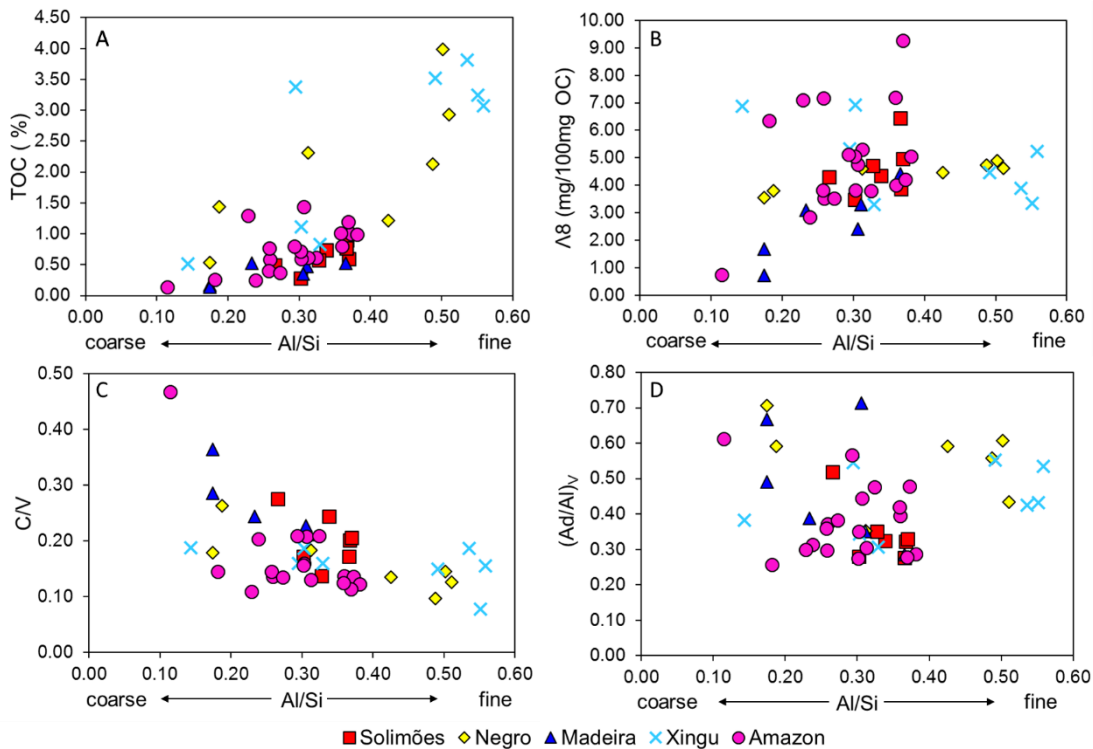 A
TOC (%)
4.50
4.00
3.50
3.00
2.50
2.00
1.50
1.00
0.50
0.00
0.00 0.10 0.20 0.30 0.40 0.50 0.60
coarse Al/Si fine
B
Λ8 (mg/100mg OC)
10.00
9.00
8.00
7.00
6.00
5.00
4.00
3.00
2.00
1.00
0.00
0.00 0.10 0.20 0.30 0.40 0.50 0.60
coarse Al/Si fine
C
C/V
0.50
0.40
0.30
0.20
0.10
0.00
0.00 0.10 0.20 0.30 0.40 0.50 0.60
coarse Al/Si fine
D
(Ad/Al)V
0.80
0.70
0.60
0.50
0.40
0.30
0.20
0.10
0.00
0.00 0.10 0.20 0.30 0.40 0.50 0.60
coarse Al/Si fine
Solimões Negro Madeira Xingu Amazon